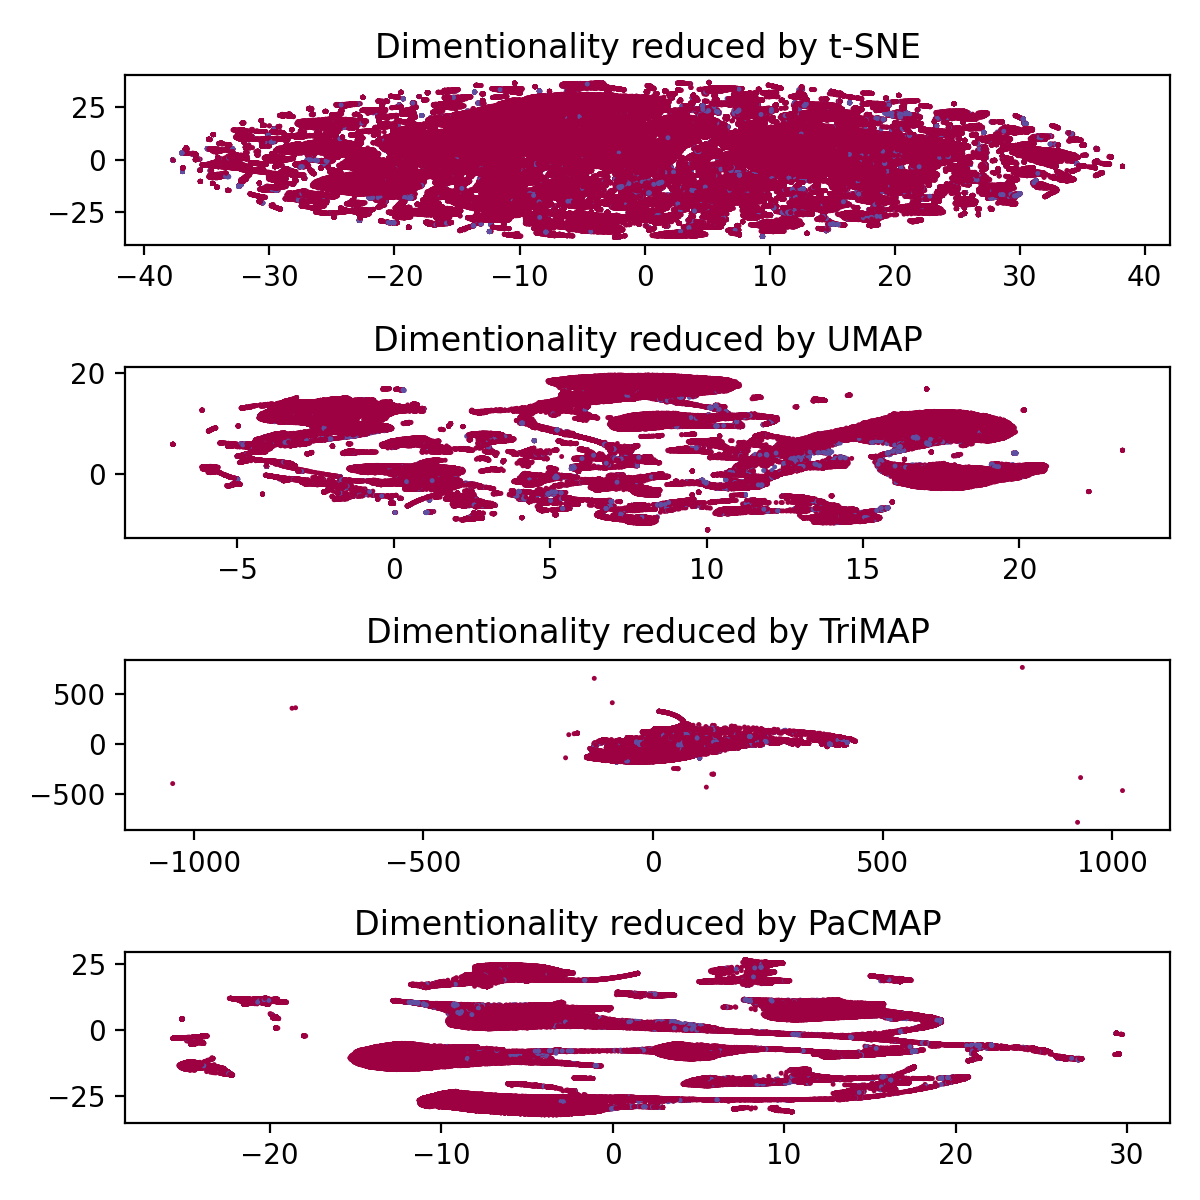 Dimentionality reduced by t-SNE
25
0
−25
−40 −30 −20 −10 0 10 20 30 40
Dimentionality reduced by UMAP
20
0
−5 0 5 10 15 20
Dimentionality reduced by TriMAP
500
0
−500
−1000 −500 0 500 1000
Dimentionality reduced by PaCMAP
25
0
−25
−20 −10 0 10 20 30